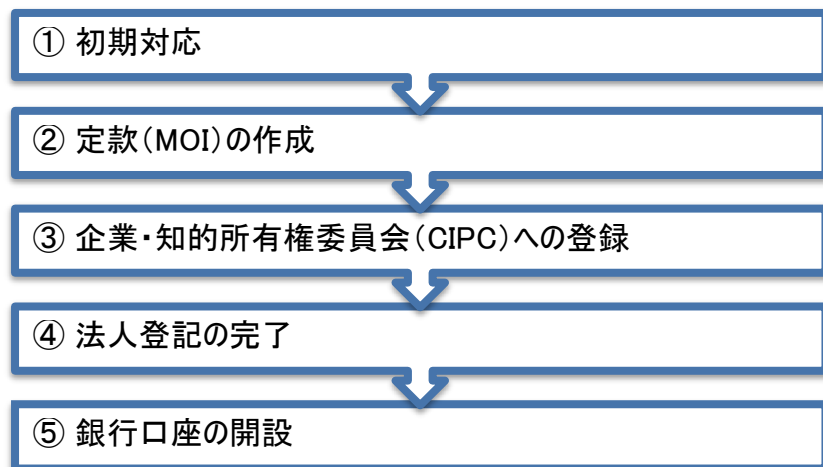 ① 初期対応
② 定款（MOI）の作成
③ 企業・知的所有権委員会（CIPC）への登録
④ 法人登記の完了
⑤ 銀行口座の開設